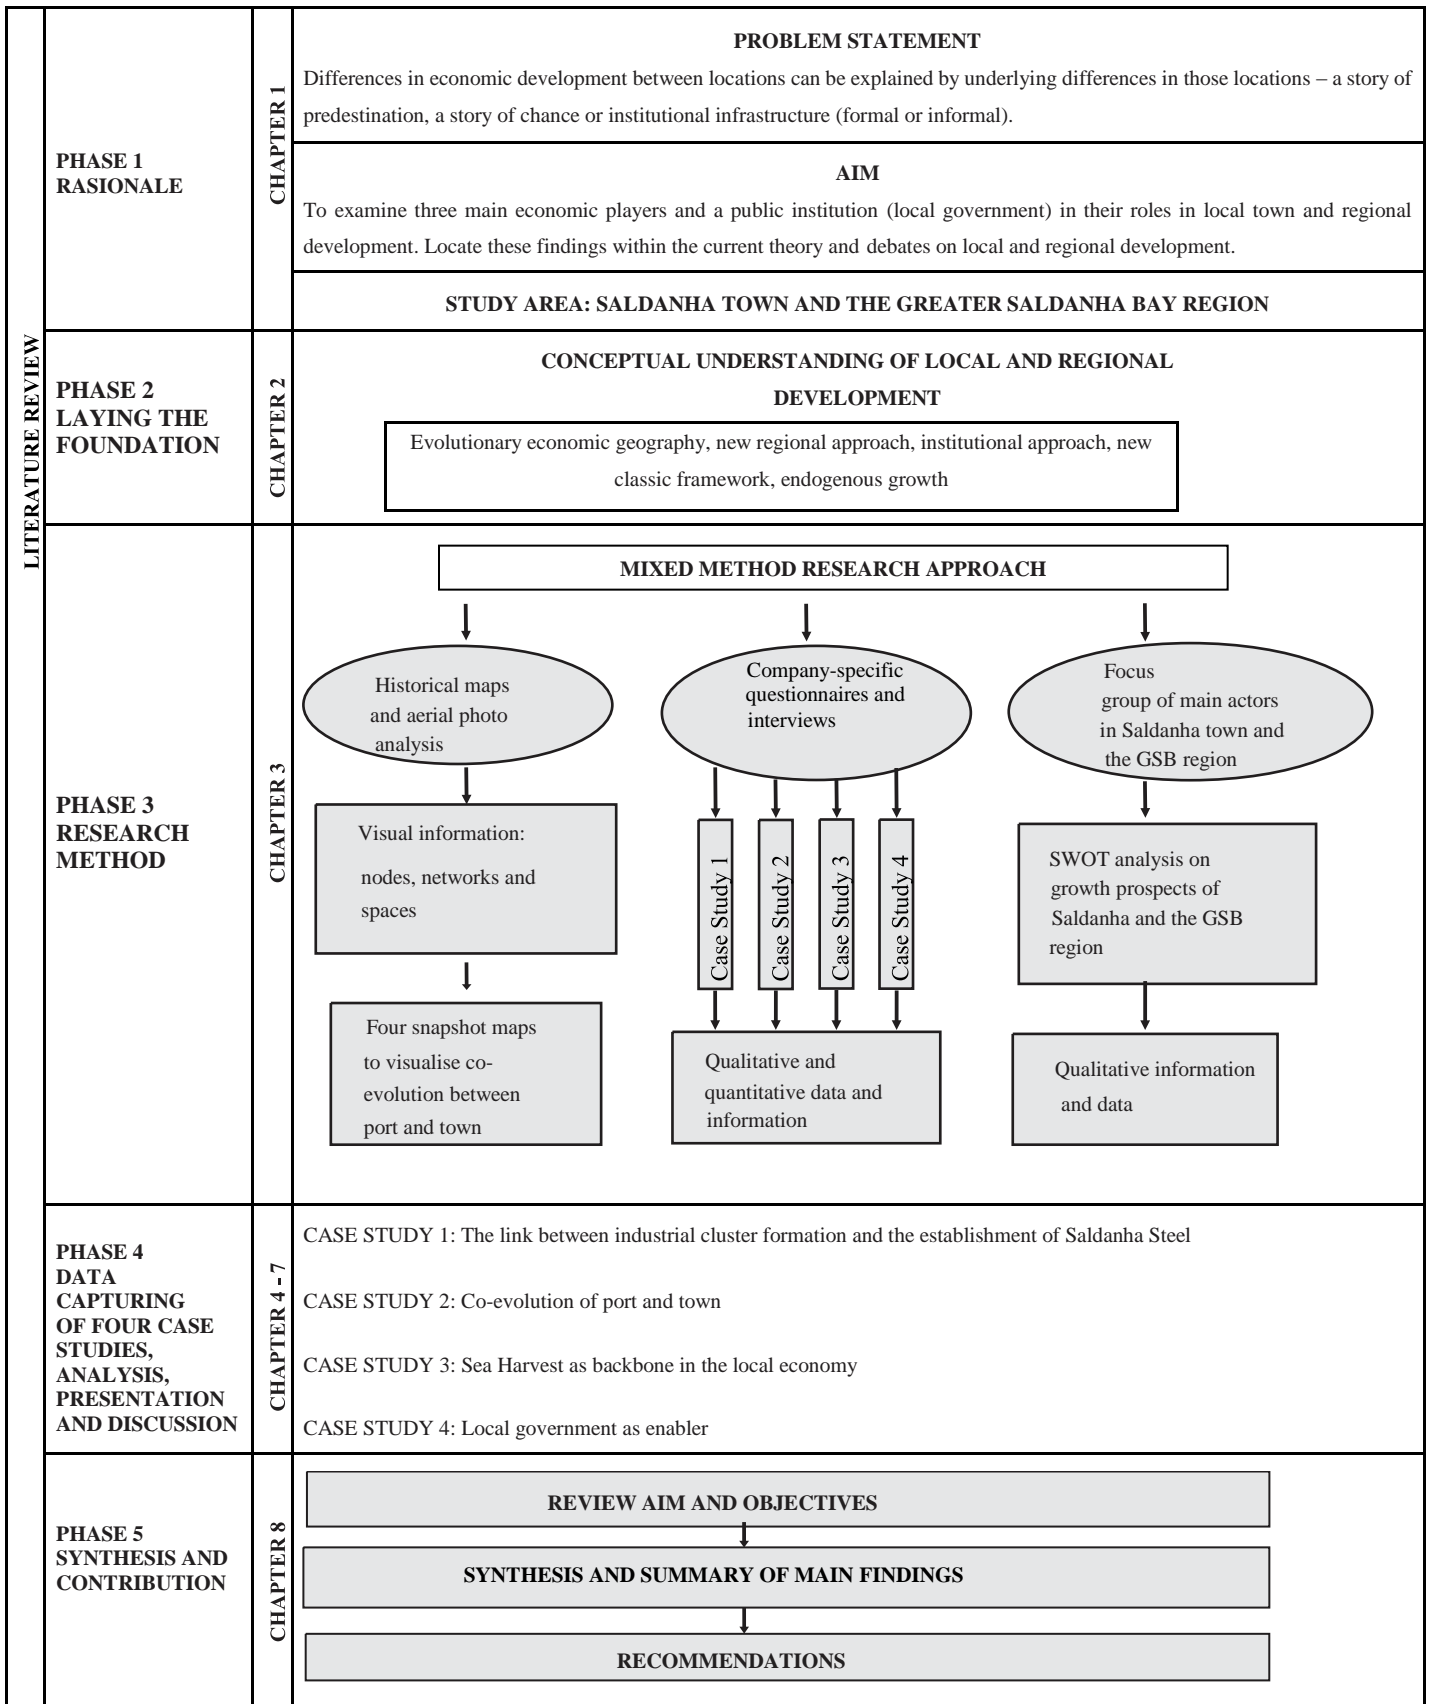 LITERATURE REVIEW
PHASE 1
RASIONALE
CHAPTER 1
PROBLEM STATEMENT
Differences in economic development between locations can be explained by underlying differences in those locations – a story of
predestination, a story of chance or institutional infrastructure (formal or informal).
AIM
To examine three main economic players and a public institution (local government) in their roles in local town and regional
development. Locate these findings within the current theory and debates on local and regional development.
STUDY AREA: SALDANHA TOWN AND THE GREATER SALDANHA BAY REGION
PHASE 2
LAYING THE
FOUNDATION
CHAPTER 2
CONCEPTUAL UNDERSTANDING OF LOCAL AND REGIONAL
DEVELOPMENT
Evolutionary economic geography, new regional approach, institutional approach, new
classic framework, endogenous growth
PHASE 3
RESEARCH
METHOD
CHAPTER 3
MIXED METHOD RESEARCH APPROACH
Historical maps
and aerial photo
analysis
Visual information:
nodes, networks and
spaces
Four snapshot maps
to visualise co-
evolution between
port and town
Company-specific
questionnaires and
interviews
Case Study 1
Case Study 2
Case Study 3
Case Study 4
Qualitative and
quantitative data and
information
Focus
group of main actors
in Saldanha town and
the GSB region
SWOT analysis on
growth prospects of
Saldanha and the GSB
region
Qualitative information
and data
PHASE 4
DATA
CAPTURING
OF FOUR CASE
STUDIES,
ANALYSIS,
PRESENTATION
AND DISCUSSION
CHAPTER 4 - 7
CASE STUDY 1: The link between industrial cluster formation and the establishment of Saldanha Steel
CASE STUDY 2: Co-evolution of port and town
CASE STUDY 3: Sea Harvest as backbone in the local economy
CASE STUDY 4: Local government as enabler
PHASE 5
SYNTHESIS AND
CONTRIBUTION
CHAPTER 8
REVIEW AIM AND OBJECTIVES
SYNTHESIS AND SUMMARY OF MAIN FINDINGS
RECOMMENDATIONS